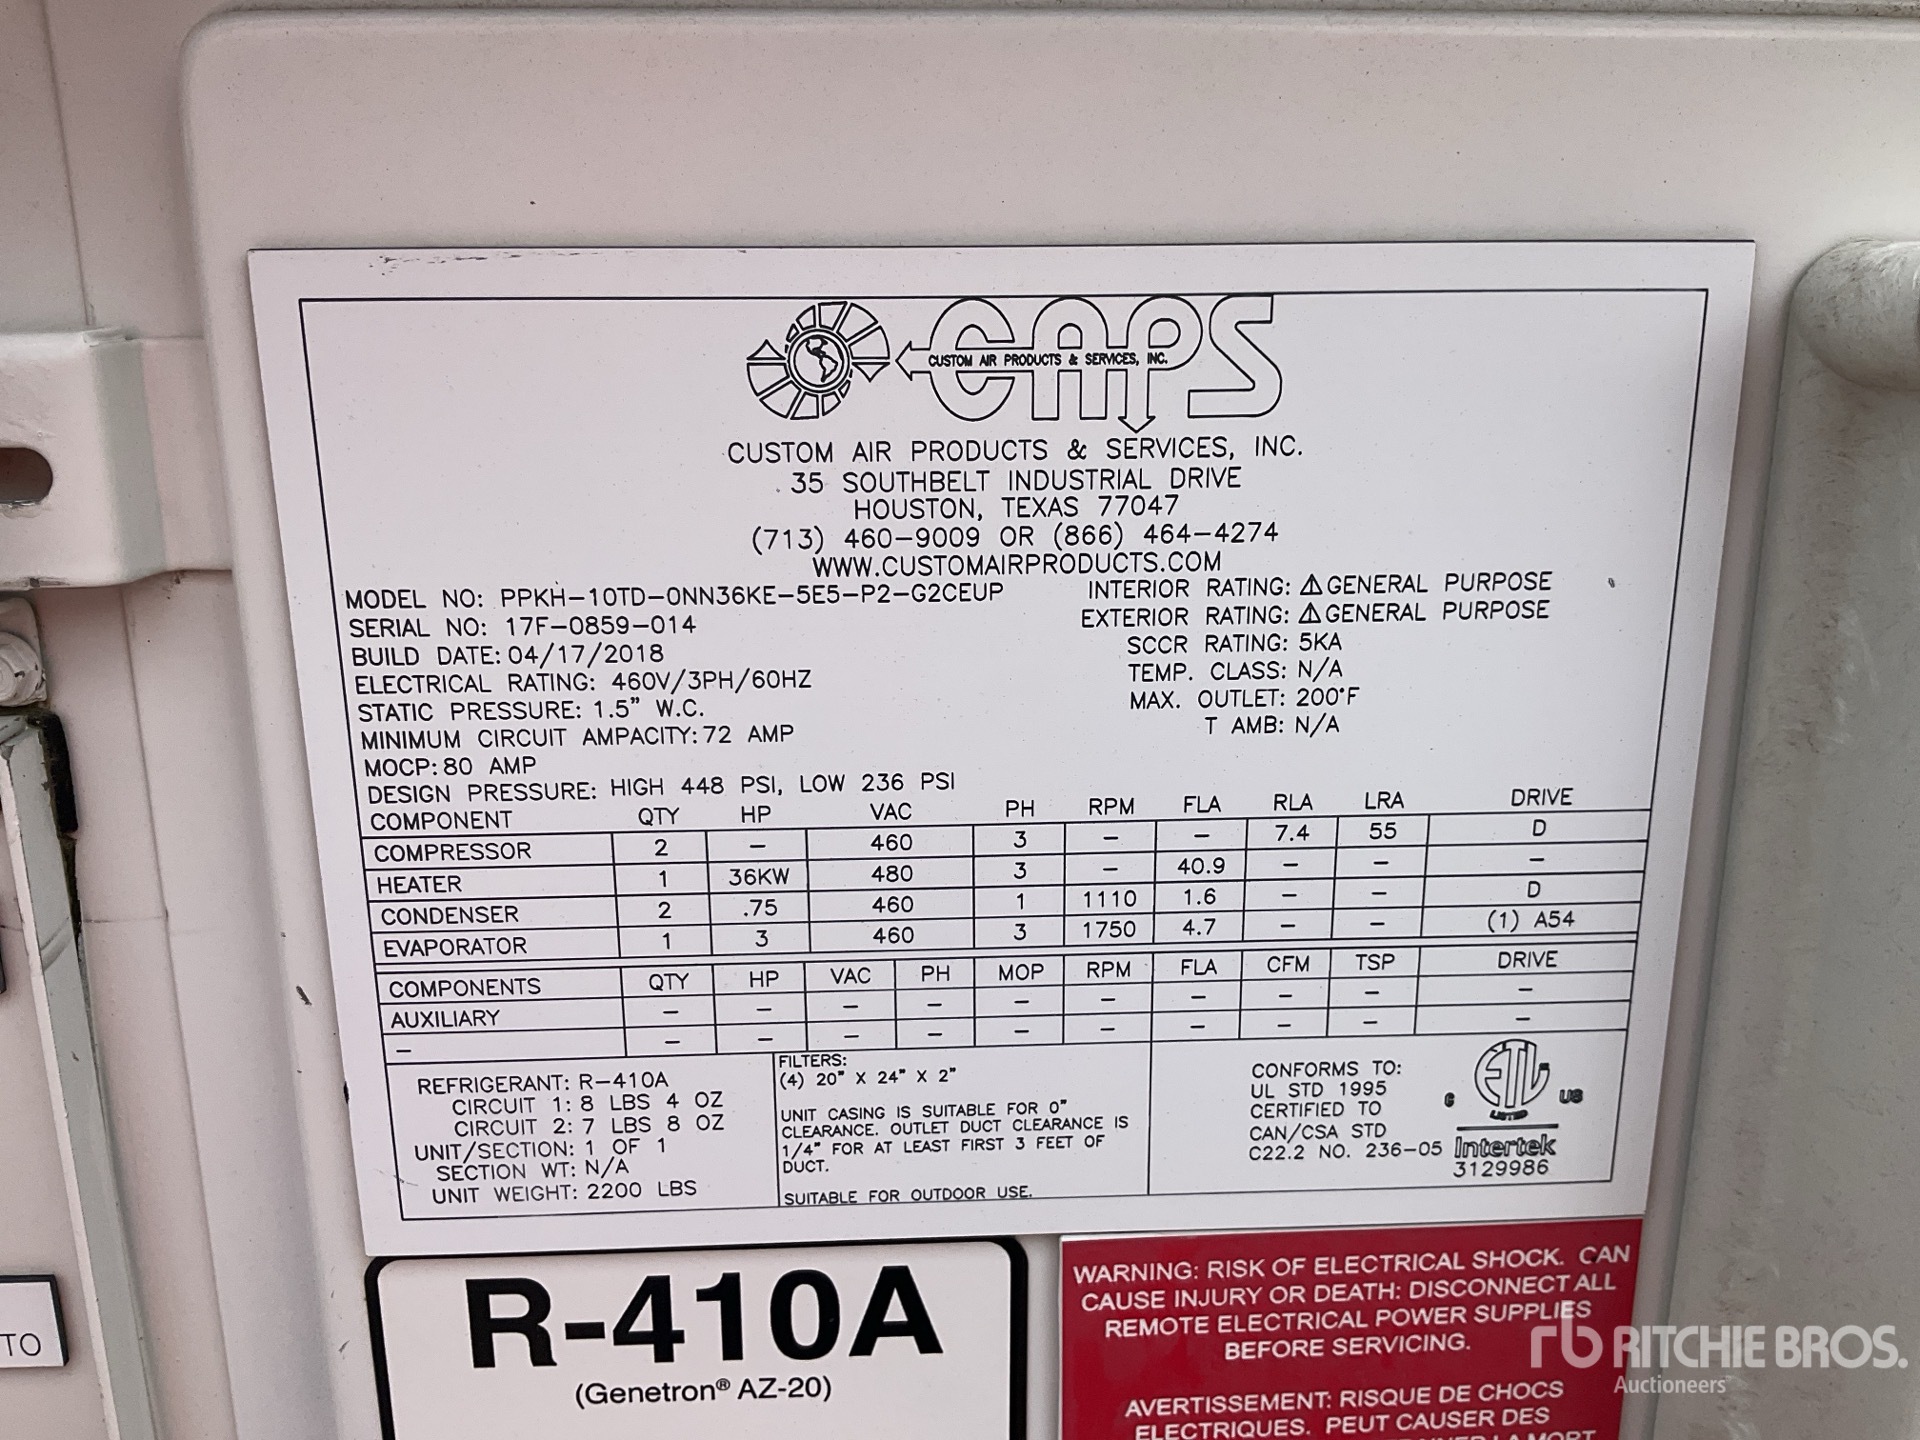 CAPS
CUSTOM AIR PRODUCTS & SERVICES, INC.
CUSTOM AIR PRODUCTS & SERVICES, INC.
35 SOUTHBELT INDUSTRIAL DRIVE
HOUSTON, TEXAS 77047
(713) 460-9009 OR (866) 464-4274
WWW.CUSTOMAIRPRODUCTS.COM
MODEL NO: PPKH-10TD-0NN36KE-5E5-P2-G2CEUP
SERIAL NO: 17F-0859-014
BUILD DATE: 04/17/2018
ELECTRICAL RATING: 460V/3PH/60HZ
STATIC PRESSURE: 1.5" W.C.
MINIMUM CIRCUIT AMPACITY: 72 AMP
MOCP: 80 AMP
DESIGN PRESSURE: HIGH 448 PSI, LOW 236 PSI
INTERIOR RATING: ⚠GENERAL PURPOSE
EXTERIOR RATING: ⚠GENERAL PURPOSE
SCCR RATING: 5KA
TEMP. CLASS: N/A
MAX. OUTLET: 200°F
T AMB: N/A
COMPONENT QTY HP VAC PH RPM FLA RLA LRA DRIVE
COMPRESSOR 2 – 460 3 – – 7.4 55 D
HEATER 1 36KW 480 3 – 40.9 – – –
CONDENSER 2 .75 460 1 1110 1.6 – – D
EVAPORATOR 1 3 460 3 1750 4.7 – – (1) A54
COMPONENTS QTY HP VAC PH MOP RPM FLA CFM TSP DRIVE
AUXILIARY – – – – – – – – – –
– – – – – – – – – – –
REFRIGERANT: R-410A
CIRCUIT 1: 8 LBS 4 OZ
CIRCUIT 2: 7 LBS 8 OZ
UNIT/SECTION: 1 OF 1
SECTION WT: N/A
UNIT WEIGHT: 2200 LBS
FILTERS:
(4) 20" X 24" X 2"
UNIT CASING IS SUITABLE FOR 0"
CLEARANCE. OUTLET DUCT CLEARANCE IS
1/4" FOR AT LEAST FIRST 3 FEET OF
DUCT.
SUITABLE FOR OUTDOOR USE.
CONFORMS TO:
UL STD 1995
CERTIFIED TO
CAN/CSA STD
C22.2 NO. 236-05
ETL
C US
LISTED
Intertek
3129986
R-410A
(Genetron® AZ-20)
WARNING: RISK OF ELECTRICAL SHOCK. CAN
CAUSE INJURY OR DEATH: DISCONNECT ALL
REMOTE ELECTRICAL POWER SUPPLIES
BEFORE SERVICING.
AVERTISSEMENT: RISQUE DE CHOCS
ELECTRIQUES. PEUT CAUSER DES
LA MORT
TO
rb RITCHIE BROS.
Auctioneers